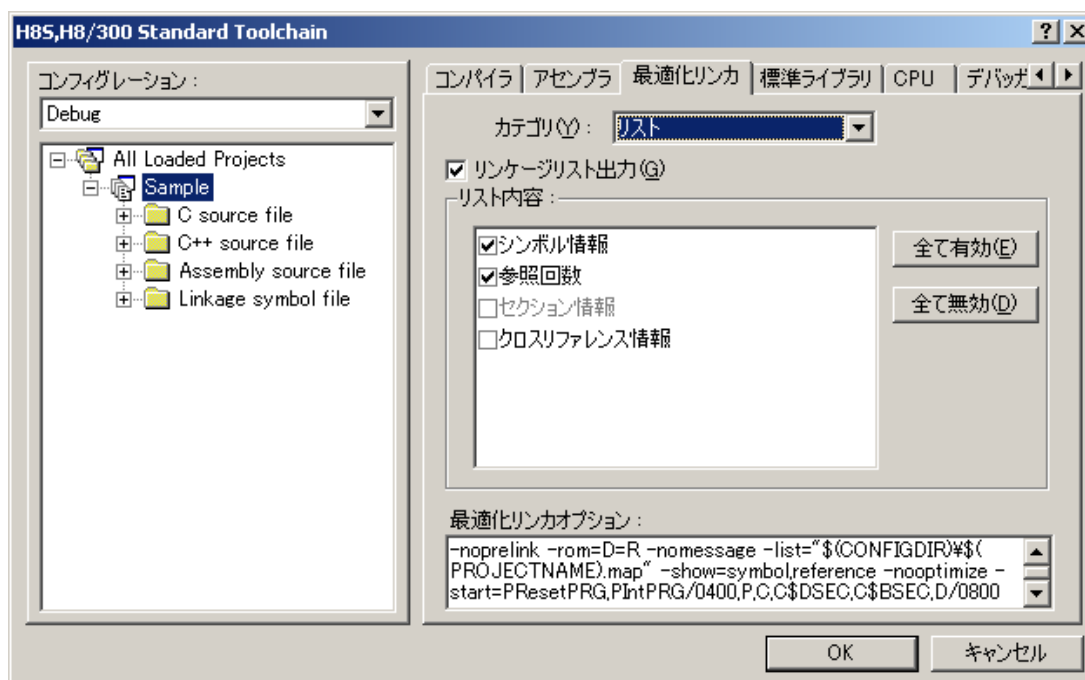 H8S,H8/300 Standard Toolchain
コンフィグレーション :
Debug
All Loaded Projects
Sample
C source file
C++ source file
Assembly source file
Linkage symbol file
コンパイラ アセンブラ 最適化リンカ 標準ライブラリ CPU デバッガ
カテゴリ(Y) : リスト
リンケージリスト出力(G)
リスト内容 :
シンボル情報
参照回数
セクション情報
クロスリファレンス情報
全て有効(E)
全て無効(D)
最適化リンカオプション :
-noprelink -rom=D=R -nomessage -list="$(CONFIGDIR)¥$(
PROJECTNAME).map" -show=symbol,reference -nooptimize -
start=PResetPRG,PIntPRG/0400,P,C,C$DSEC,C$BSEC,D/0800
OK
キャンセル